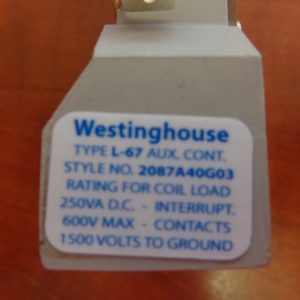 Westinghouse
TYPE L-67 AUX. CONT.
STYLE NO. 2087A40G03
RATING FOR COIL LOAD
250VA D.C. - INTERRUPT,
600V MAX - CONTACTS
1500 VOLTS TO GROUND